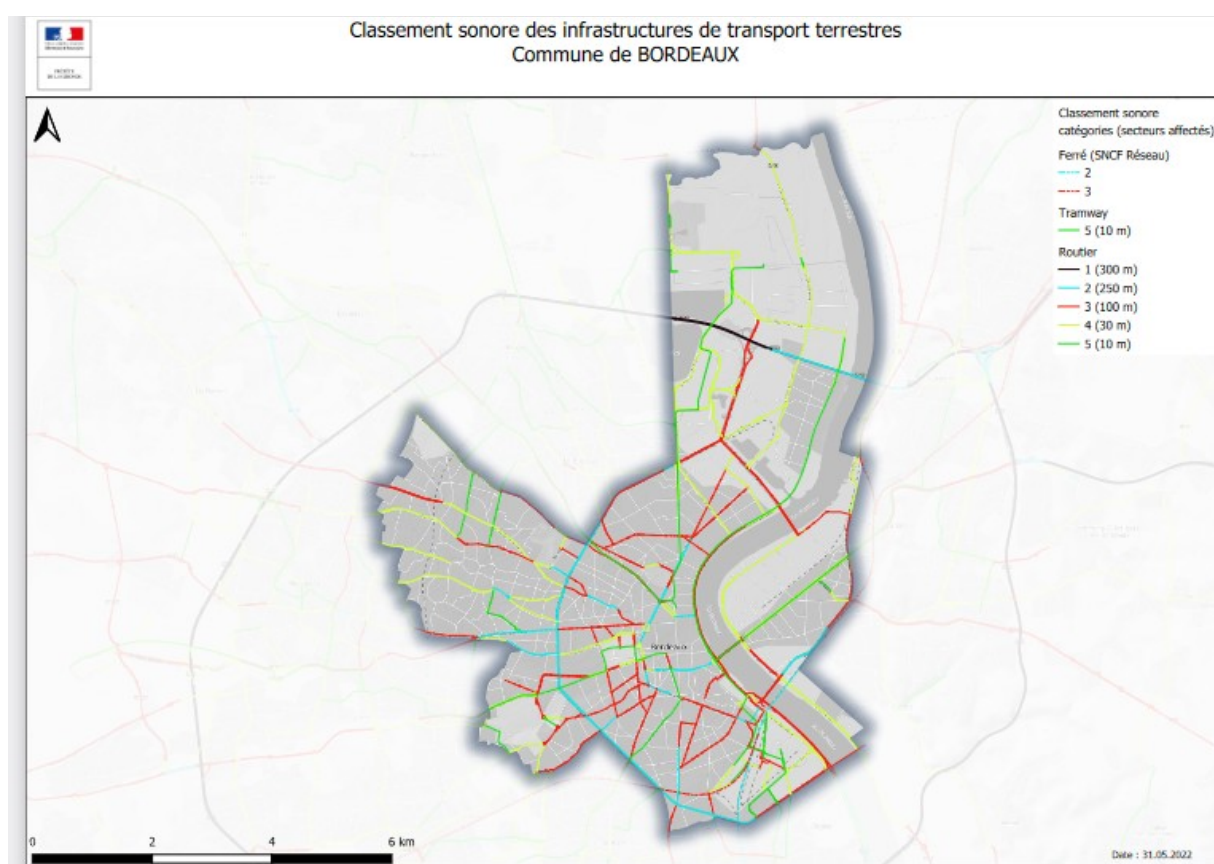 Classement sonore des infrastructures de transport terrestres
Commune de BORDEAUX
Classement sonore
catégories (secteurs affectés)
Ferré (SNCF Réseau)
2
3
Tramway
5 (10 m)
Routier
1 (300 m)
2 (250 m)
3 (100 m)
4 (30 m)
5 (10 m)
Bordeaux
0 2 4 6 km
Date : 31.05.2022